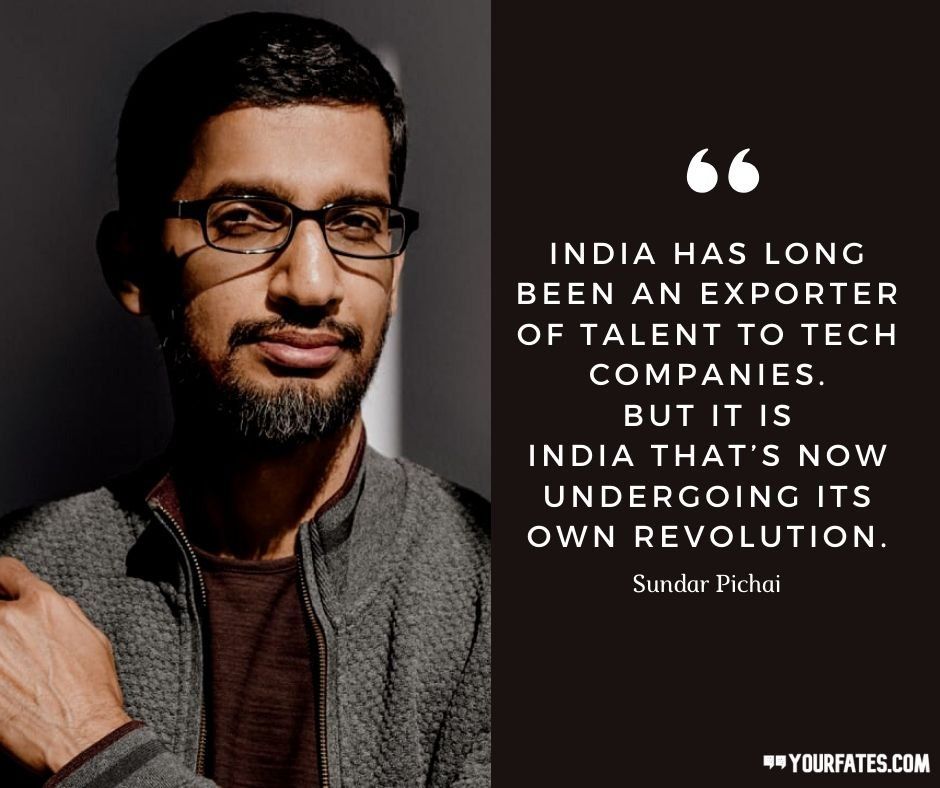 INDIA HAS LONG
BEEN AN EXPORTER
OF TALENT TO TECH
COMPANIES.
BUT IT IS
INDIA THAT’S NOW
UNDERGOING ITS
OWN REVOLUTION.
Sundar Pichai
YOURFATES.COM